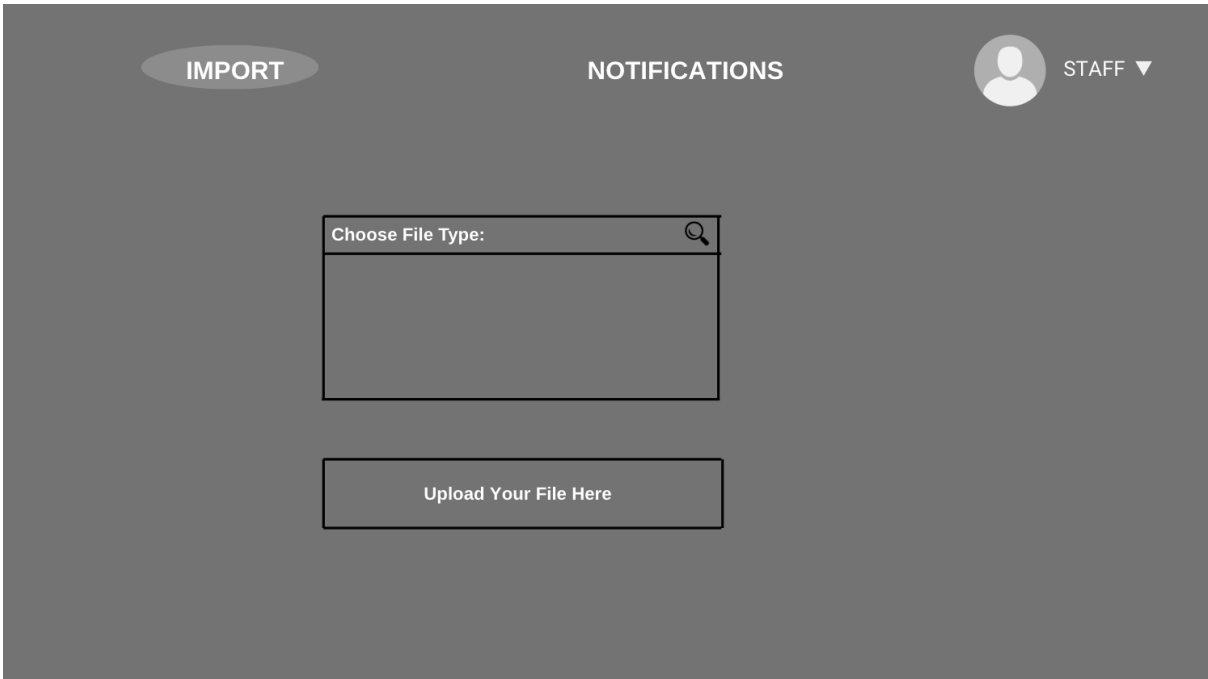 IMPORT
NOTIFICATIONS
STAFF
Choose File Type:
Upload Your File Here